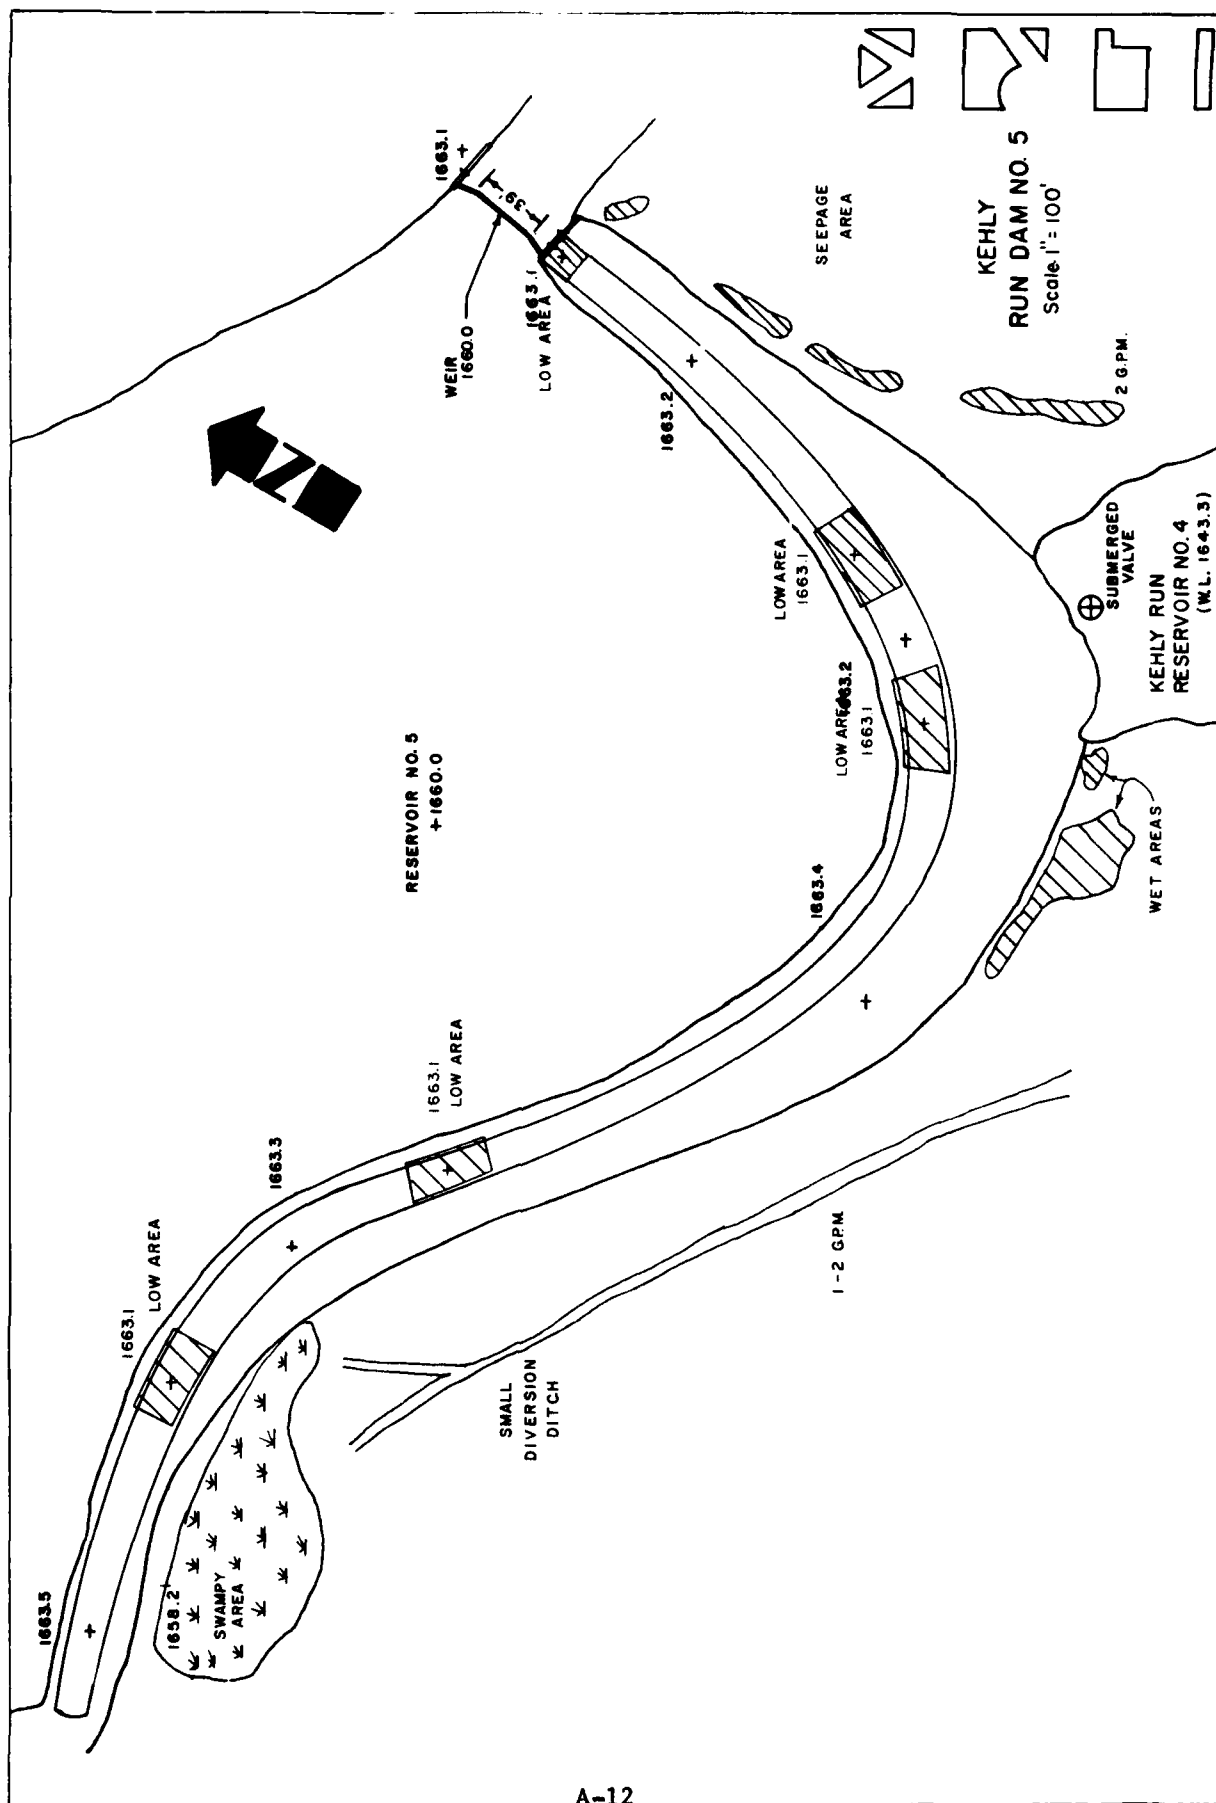 1663.1
39'
WEIR
1660.0
1663.1
LOW AREA
1663.2
SEEPAGE
AREA
KEHLY
RUN DAM NO. 5
Scale 1" = 100'
2 G.P.M.
N
LOW AREA
1663.1
1663.2
LOW AREA
1663.1
SUBMERGED
VALVE
KEHLY RUN
RESERVOIR NO. 4
(W.L. 1643.3)
RESERVOIR NO. 5
+1660.0
1663.4
WET AREAS
1663.1
LOW AREA
1663.3
1-2 G.P.M.
1663.1
LOW AREA
SMALL
DIVERSION
DITCH
1663.5
1658.2
SWAMPY
AREA
A-12